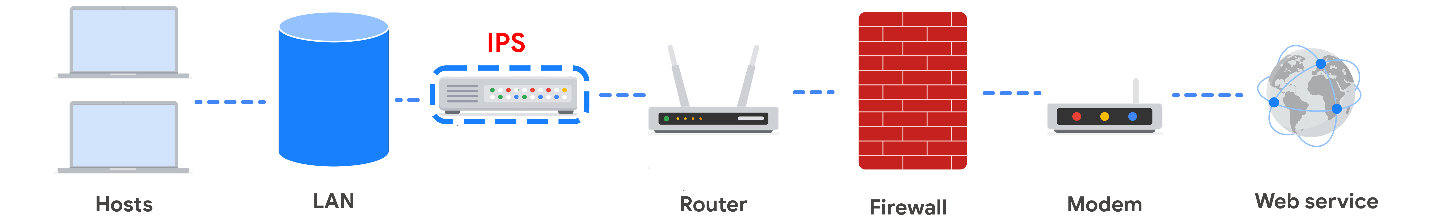 IPS
Hosts
LAN
Router
Firewall
Modem
Web service